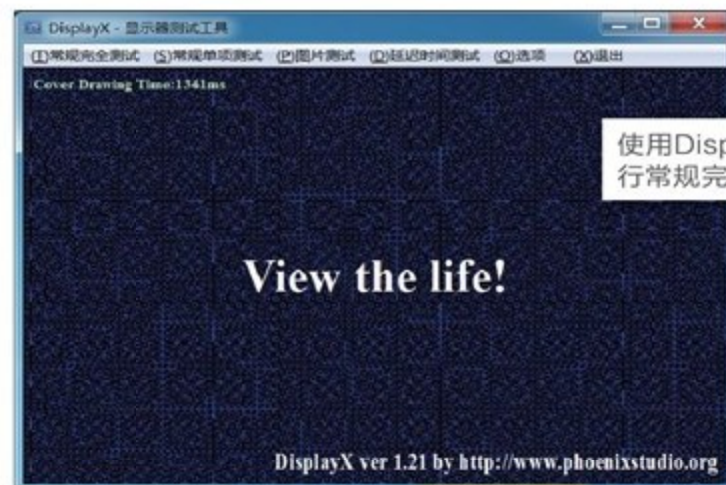 DisplayX - 显示器测试工具
(I)常规完全测试 (S)常规单项测试 (P)图片测试 (D)延迟时间测试 (O)选项 (X)退出
Cover Drawing Time:1341ms
使用Disp
行常规完
View the life!
DisplayX ver 1.21 by http://www.phoenixstudio.org